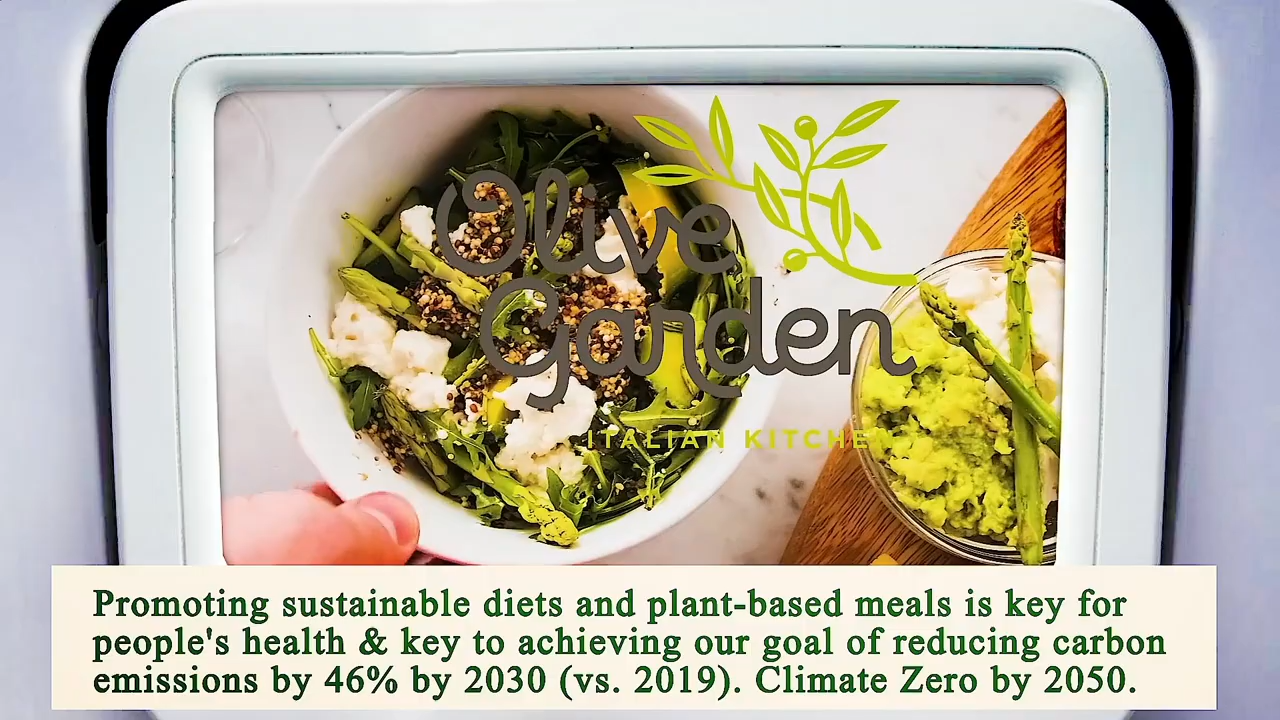 Olive
Garden
ITALIAN KITCHEN
Promoting sustainable diets and plant-based meals is key for
people's health & key to achieving our goal of reducing carbon
emissions by 46% by 2030 (vs. 2019). Climate Zero by 2050.